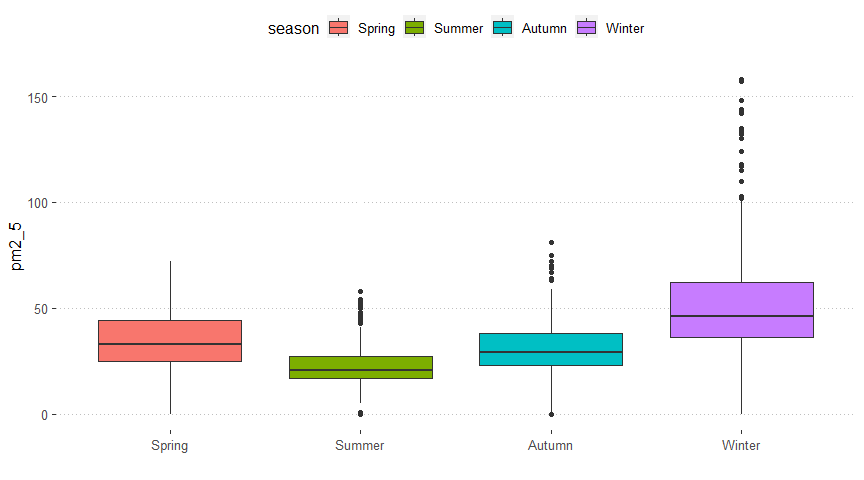 season Spring Summer Autumn Winter
150
100
50
0
pm2_5
Spring Summer Autumn Winter